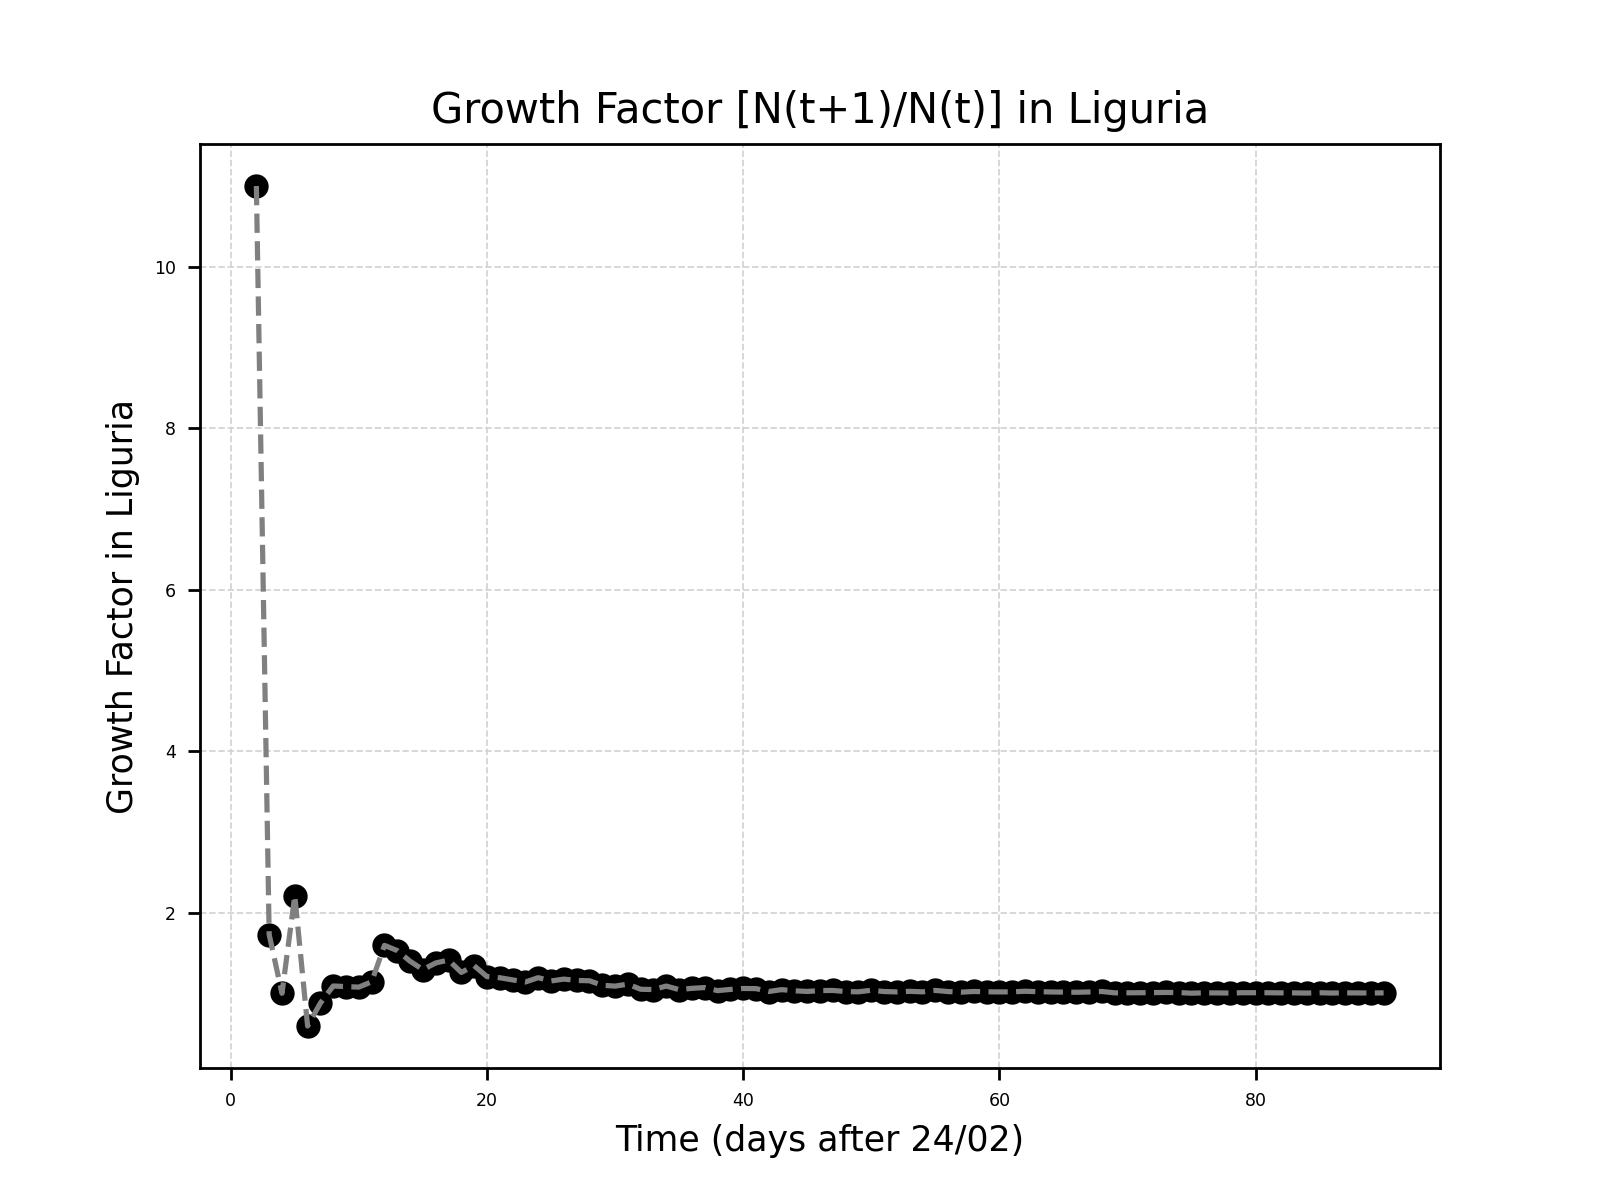 Growth Factor [N(t+1)/N(t)] in Liguria
Growth Factor in Liguria
10
8
6
4
2
0 20 40 60 80
Time (days after 24/02)